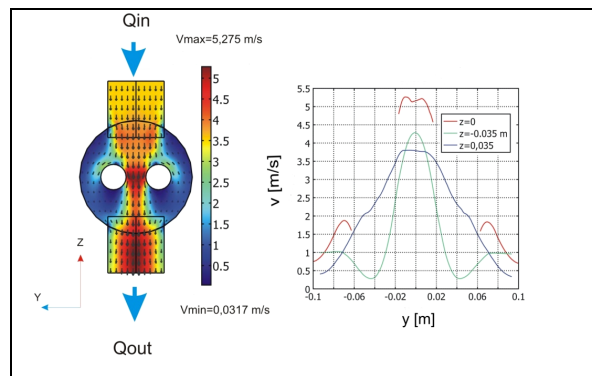 Qin
Vmax=5,275 m/s
5
4.5
4
3.5
3
2.5
2
1.5
1
0.5
Z
Y
Vmin=0,0317 m/s
Qout
5.5
5
4.5
4
3.5
3
2.5
2
1.5
1
0.5
0
v [m/s]
z=0
z=-0.035 m
z=0,035
-0.1 -0.06 -0.02 0.02 0.06 0.1
y [m]